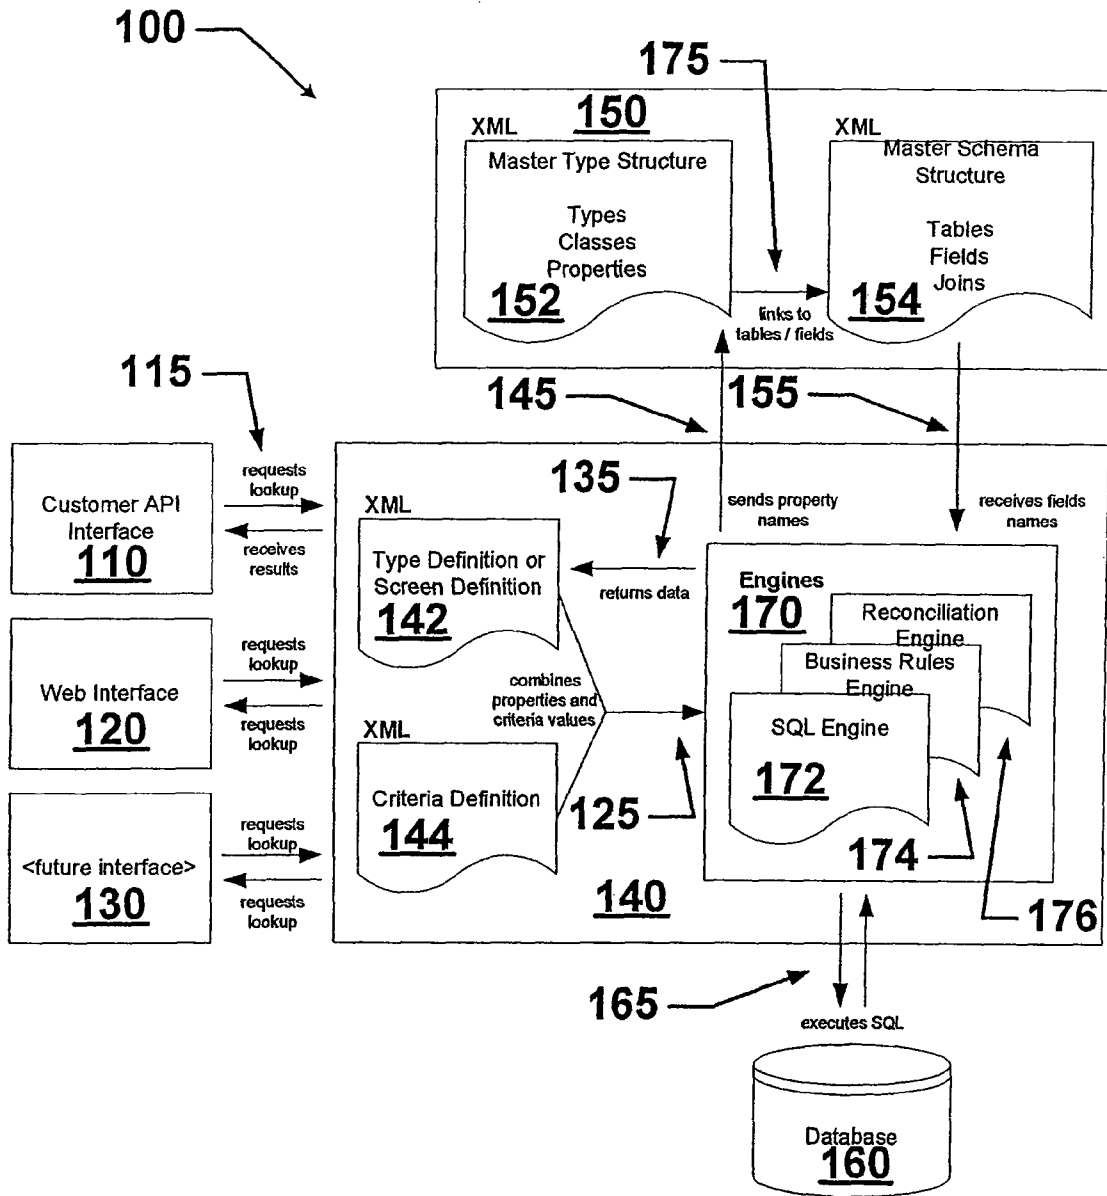 100
175
150
XML
Master Type Structure
Types
Classes
Properties
152
links to
tables / fields
XML
Master Schema
Structure
Tables
Fields
Joins
154
115
145
155
Customer API
Interface
110
requests
lookup
receives
results
Web Interface
120
requests
lookup
requests
lookup
<future interface>
130
requests
lookup
requests
lookup
XML
Type Definition or
Screen Definition
142
135
returns data
sends property
names
receives fields
names
combines
properties and
criteria values
XML
Criteria Definition
144
125
140
Engines
170
Reconciliation
Engine
Business Rules
Engine
SQL Engine
172
174
176
165
executes SQL
Database
160